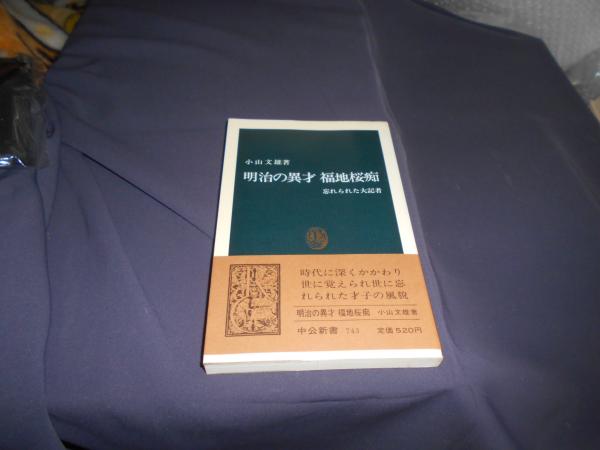 小山文雄著
明治の異才 福地桜痴
忘れられた大記者
時代に深くかかわり
世に覚えられ世に忘
れられた才子の風貌
明治の異才 福地桜痴 小山文雄著
中公新書 743 定価520円